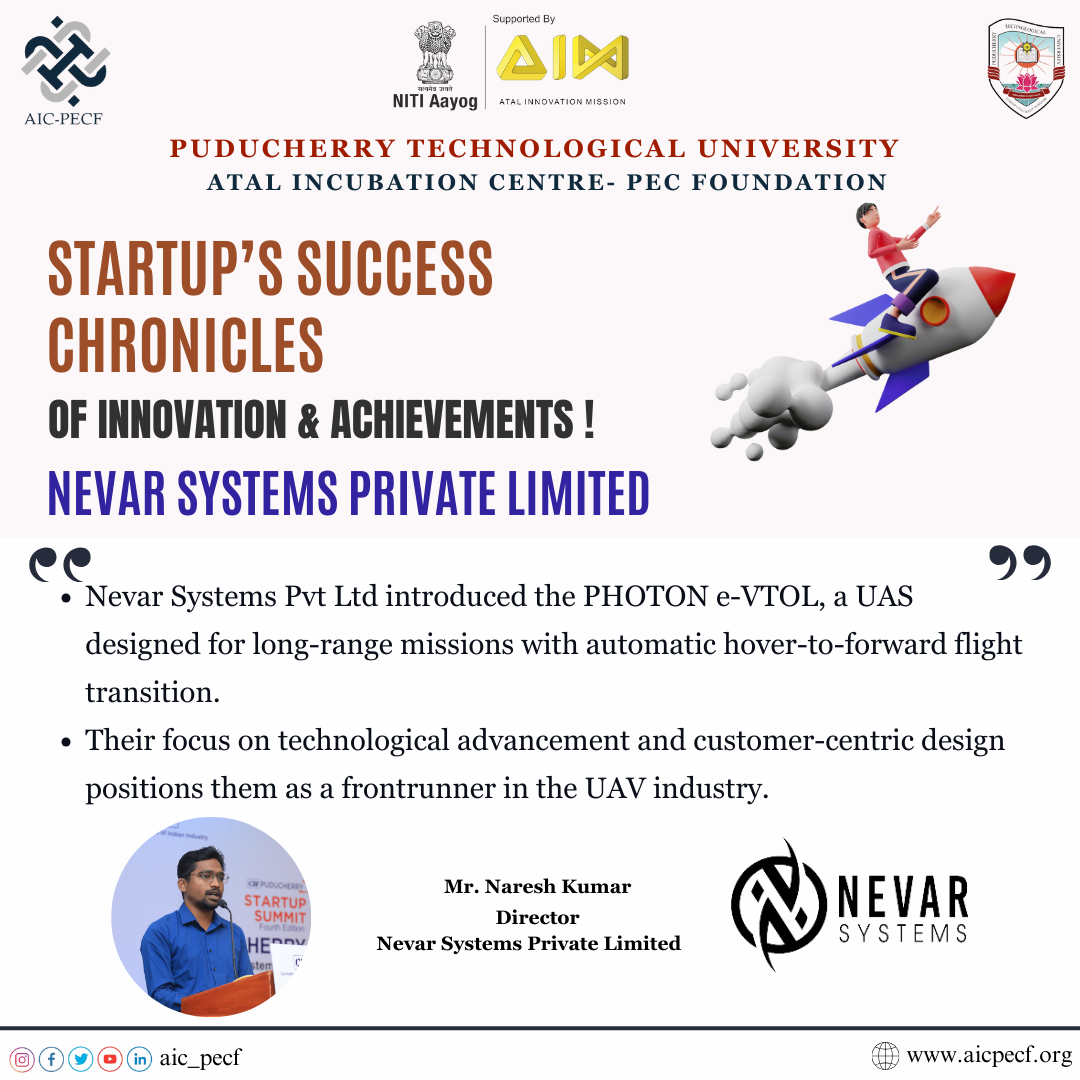 AIC-PECF
सत्यमेव जयते
NITI Aayog
Supported By
AIM
ATAL INNOVATION MISSION
PUDUCHERRY TECHNOLOGICAL UNIVERSITY
PUDUCHERRY TECHNOLOGICAL UNIVERSITY
ATAL INCUBATION CENTRE- PEC FOUNDATION
STARTUP’S SUCCESS
CHRONICLES
OF INNOVATION & ACHIEVEMENTS !
NEVAR SYSTEMS PRIVATE LIMITED
• Nevar Systems Pvt Ltd introduced the PHOTON e-VTOL, a UAS
designed for long-range missions with automatic hover-to-forward flight
transition.
• Their focus on technological advancement and customer-centric design
positions them as a frontrunner in the UAV industry.
of Indian Industry
CII PUDUCHERRY
STARTUP
SUMMIT
Fourth Edition
HERRY
Mr. Naresh Kumar
Director
Nevar Systems Private Limited
NEVAR
SYSTEMS
aic_pecf
www.aicpecf.org